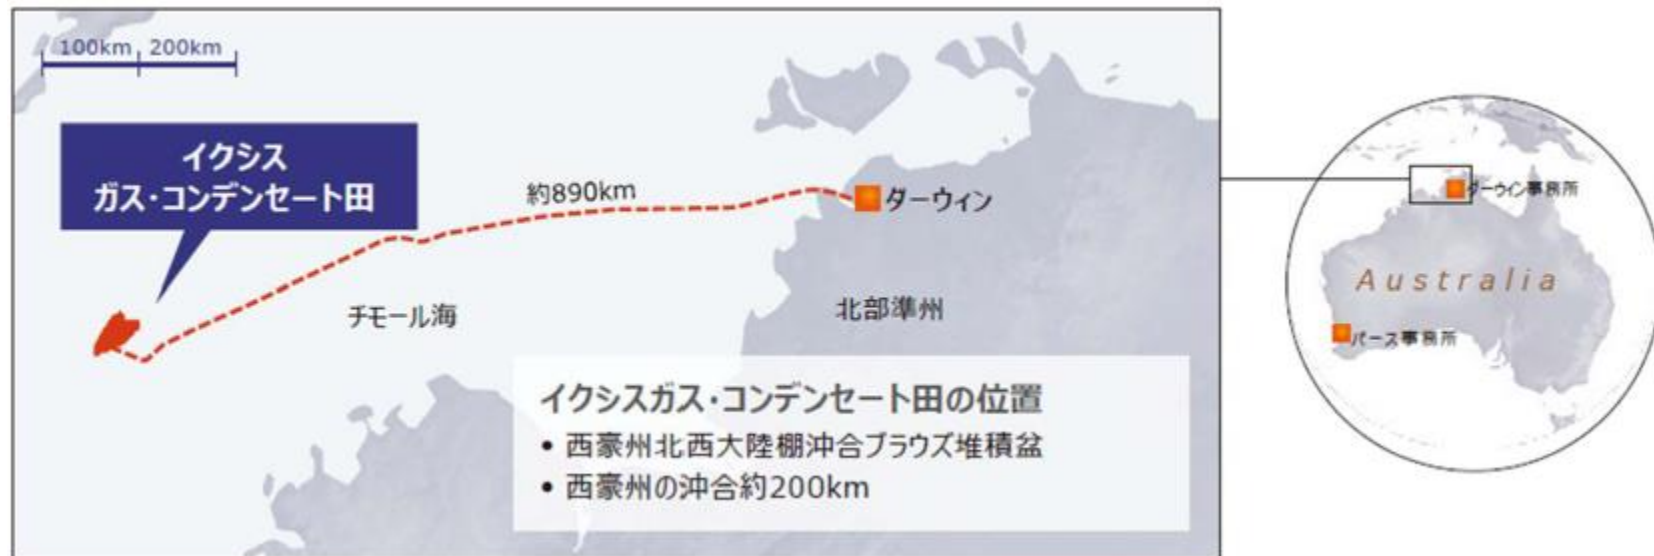 100km 200km
イクシス
ガス・コンデンセート田
約890km
ダーウィン
チモール海
北部準州
イクシスガス・コンデンセート田の位置
• 西豪州北西大陸棚沖合ブラウズ堆積盆
• 西豪州の沖合約200km
ダーウィン事務所
Australia
パース事務所